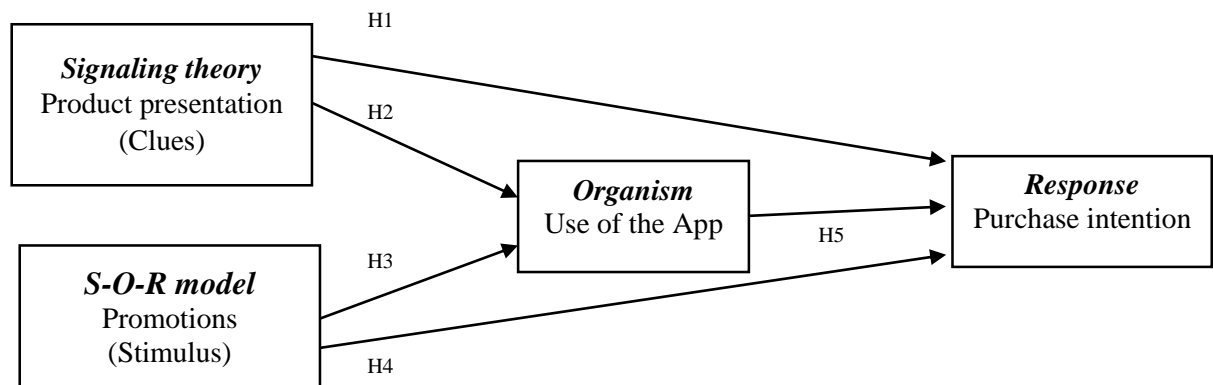 H1
Signaling theory
Product presentation
(Clues)
H2
Organism
Use of the App
Response
Purchase intention
H5
H3
S-O-R model
Promotions
(Stimulus)
H4